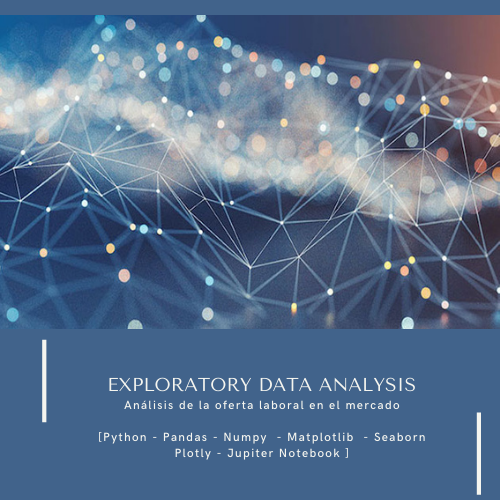 EXPLORATORY DATA ANALYSIS
Análisis de la oferta laboral en el mercado
[Python - Pandas - Numpy - Matplotlib - Seaborn
Plotly - Jupiter Notebook ]